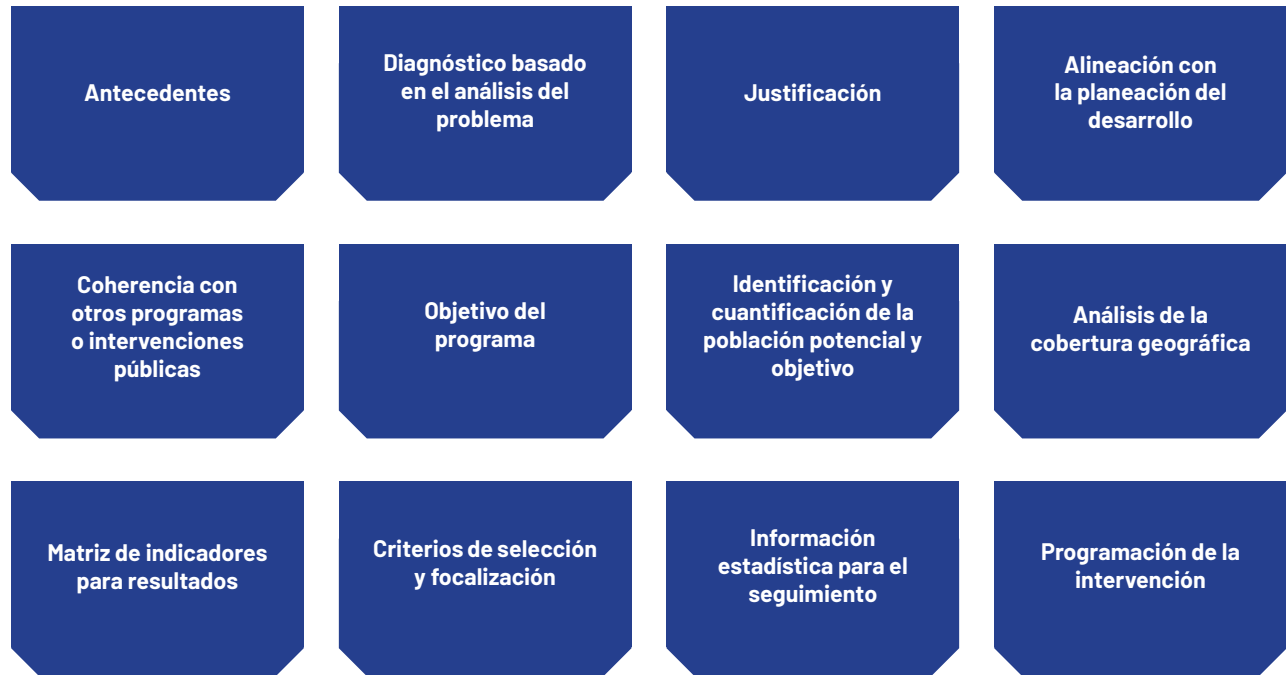 Antecedentes
Diagnóstico basado
en el análisis del
problema
Justificación
Alineación con
la planeación del
desarrollo
Coherencia con
otros programas
o intervenciones
públicas
Objetivo del
programa
Identificación y
cuantificación de la
población potencial y
objetivo
Análisis de la
cobertura geográfica
Matriz de indicadores
para resultados
Criterios de selección
y focalización
Información
estadística para el
seguimiento
Programación de la
intervención